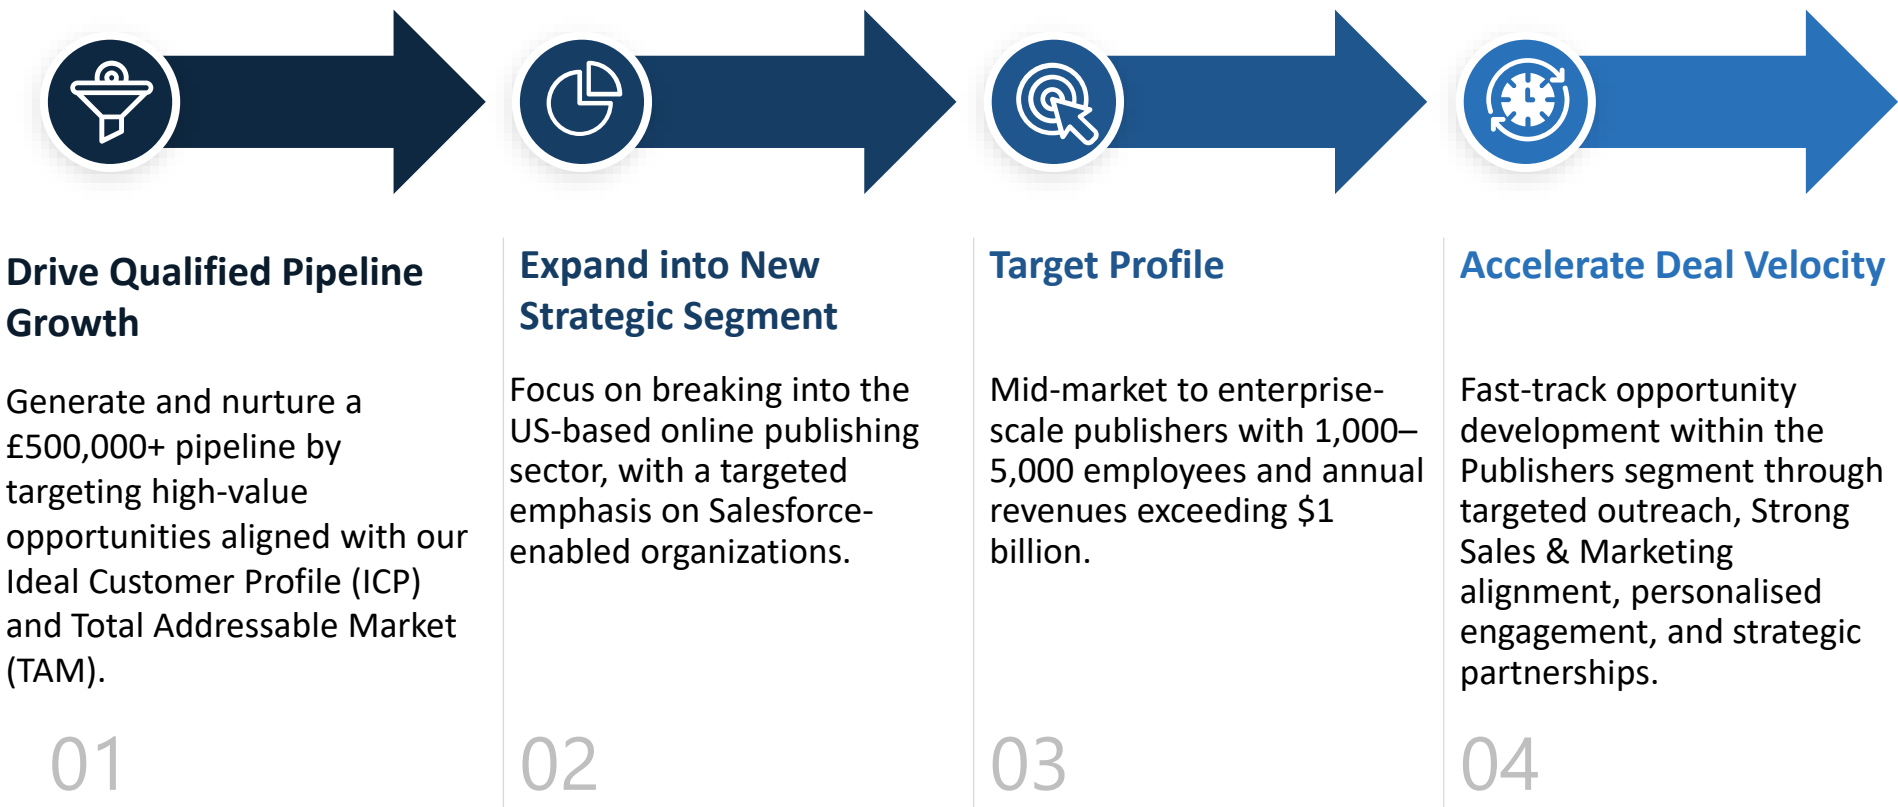 Drive Qualified Pipeline
Growth
Generate and nurture a
£500,000+ pipeline by
targeting high-value
opportunities aligned with our
Ideal Customer Profile (ICP)
and Total Addressable Market
(TAM).
01
Expand into New
Strategic Segment
Focus on breaking into the
US-based online publishing
sector, with a targeted
emphasis on Salesforce-
enabled organizations.
02
Target Profile
Mid-market to enterprise-
scale publishers with 1,000–
5,000 employees and annual
revenues exceeding $1
billion.
03
Accelerate Deal Velocity
Fast-track opportunity
development within the
Publishers segment through
targeted outreach, Strong
Sales & Marketing
alignment, personalised
engagement, and strategic
partnerships.
04